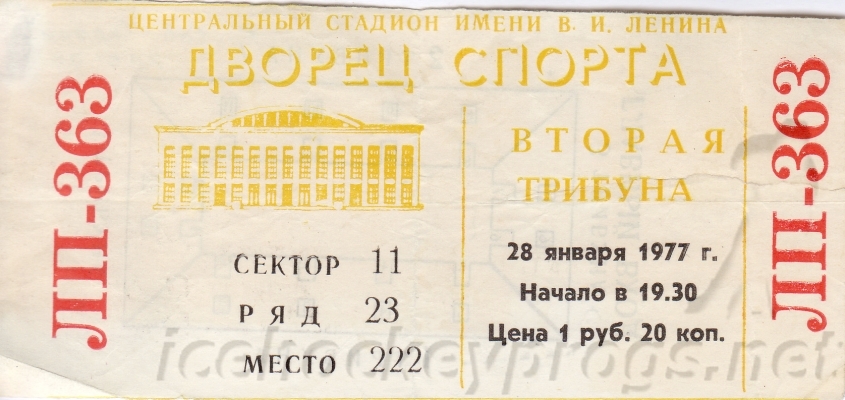 ЦЕНТРАЛЬНЫЙ СТАДИОН ИМЕНИ В. И. ЛЕНИНА
ДВОРЕЦ СПОРТА
ЛП-363
ВТОРАЯ
ТРИБУНА
СЕКТОР 11
РЯД 23
МЕСТО 222
28 января 1977 г.
Начало в 19.30
Цена 1 руб. 20 коп.
ЛП-363
icehockeyprogs.net